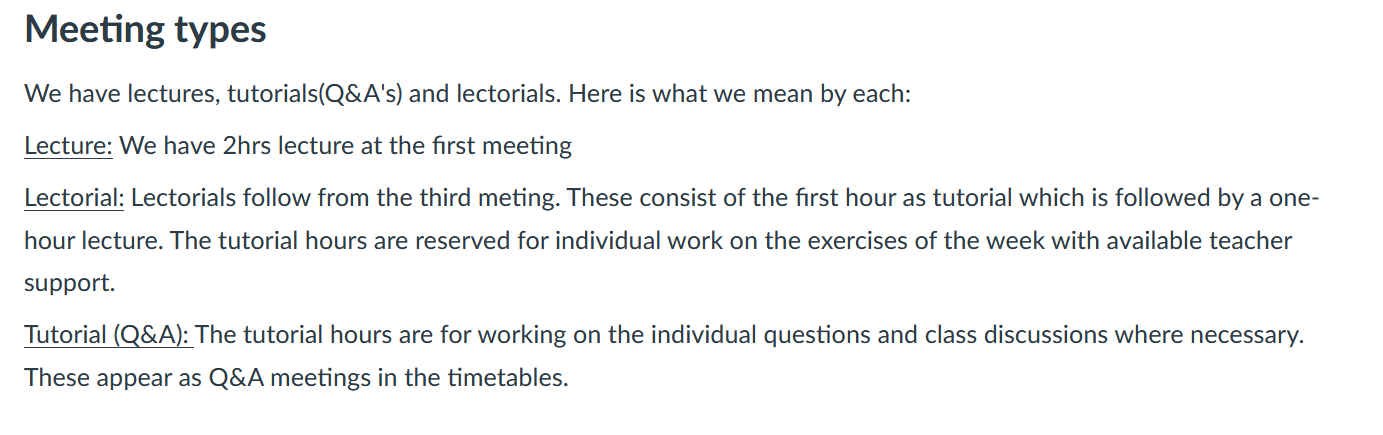 Meeting types
We have lectures, tutorials(Q&A's) and lectorials. Here is what we mean by each:
Lecture: We have 2hrs lecture at the first meeting
Lectorial: Lectorials follow from the third meting. These consist of the first hour as tutorial which is followed by a one-
hour lecture. The tutorial hours are reserved for individual work on the exercises of the week with available teacher
support.
Tutorial (Q&A): The tutorial hours are for working on the individual questions and class discussions where necessary.
These appear as Q&A meetings in the timetables.